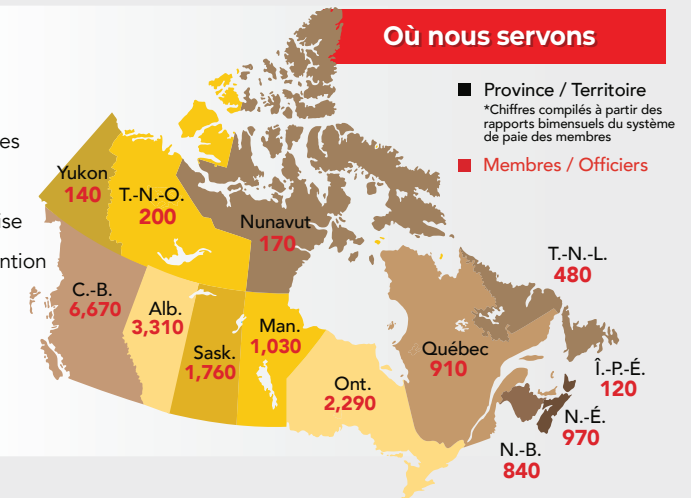 Où nous servons
Province / Territoire
*Chiffres compilés à partir des
rapports bimensuels du système
de paie des membres
Membres / Officiers
es
ise
ention
Yukon
140
T.-N.-O.
200
Nunavut
170
C.-B.
6,670
Alb.
3,310
Sask.
1,760
Man.
1,030
Ont.
2,290
Québec
910
T.-N.-L.
480
Î.-P.-É.
120
N.-É.
970
N.-B.
840